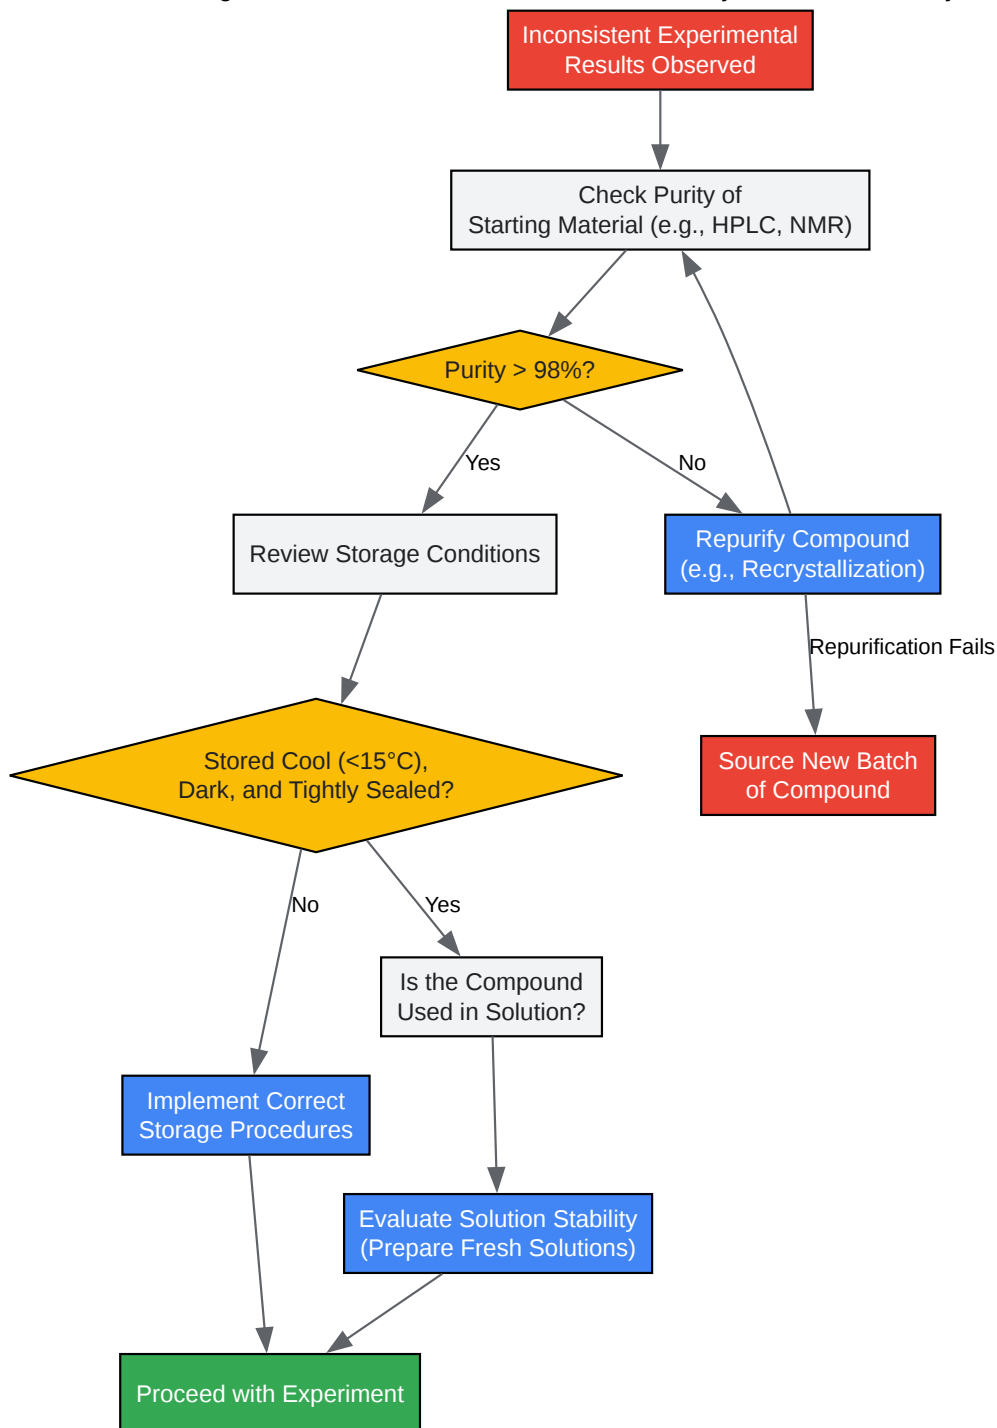 Inconsistent Experimental
Results Observed
Check Purity of
Starting Material (e.g., HPLC, NMR)
Purity > 98%?
Yes
No
Review Storage Conditions
Repurify Compound
(e.g., Recrystallization)
Repurification Fails
Stored Cool (<15°C),
Dark, and Tightly Sealed?
Source New Batch
of Compound
No
Yes
Is the Compound
Used in Solution?
Implement Correct
Storage Procedures
Evaluate Solution Stability
(Prepare Fresh Solutions)
Proceed with Experiment